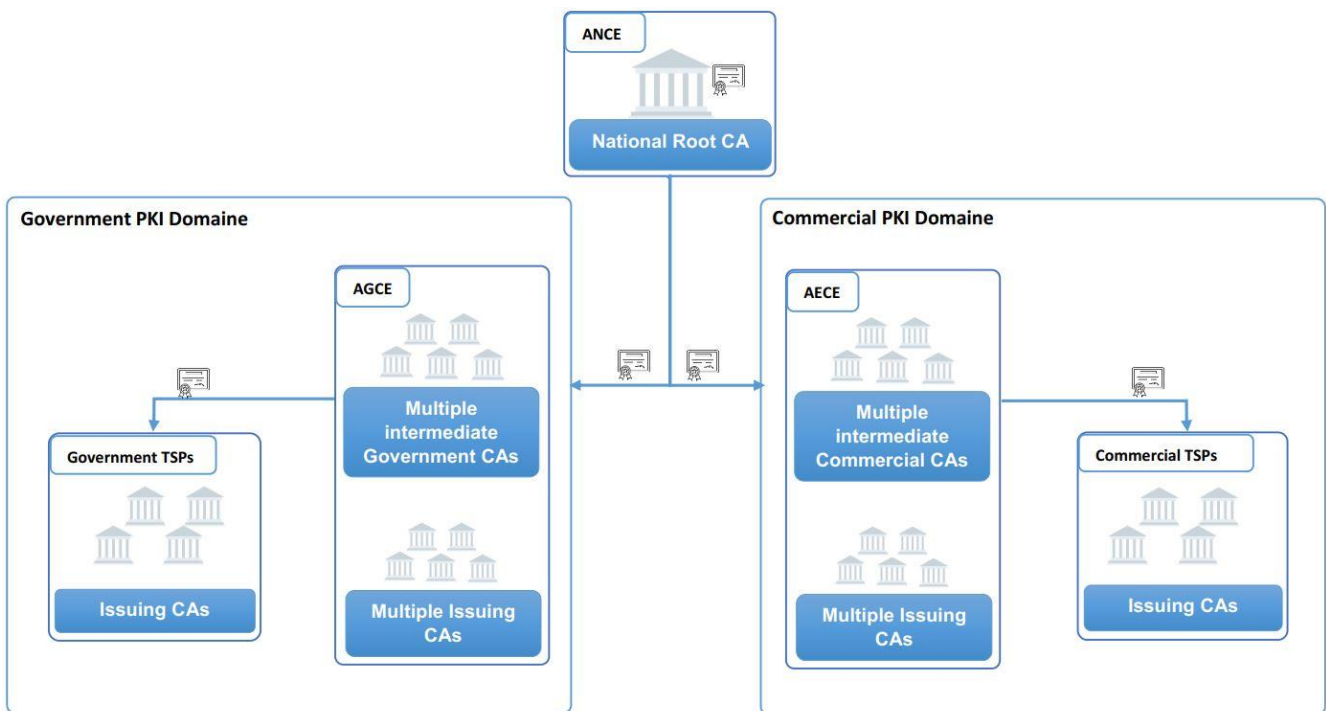 ANCE
National Root CA
Government PKI Domaine
AGCE
Multiple
intermediate
Government CAs
Government TSPs
Issuing CAs
Multiple Issuing
CAs
Commercial PKI Domaine
AECE
Multiple
intermediate
Commercial CAs
Multiple Issuing
CAs
Commercial TSPs
Issuing CAs